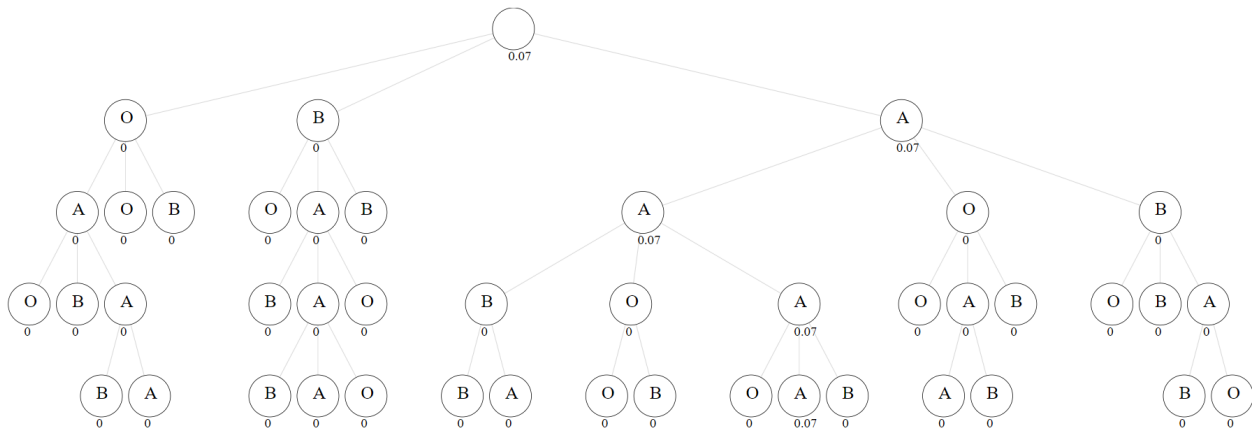 0.07
O B A
0 0 0.07
A O B O A B A O B
0 0 0 0 0 0 0.07 0 0
O B A B A O B O A O A B O B A
0 0 0 0 0 0 0 0 0.07 0 0 0 0 0 0
B A B A O B A O B O A B A B B O
0 0 0 0 0 0 0 0 0 0.07 0 0 0 0 0